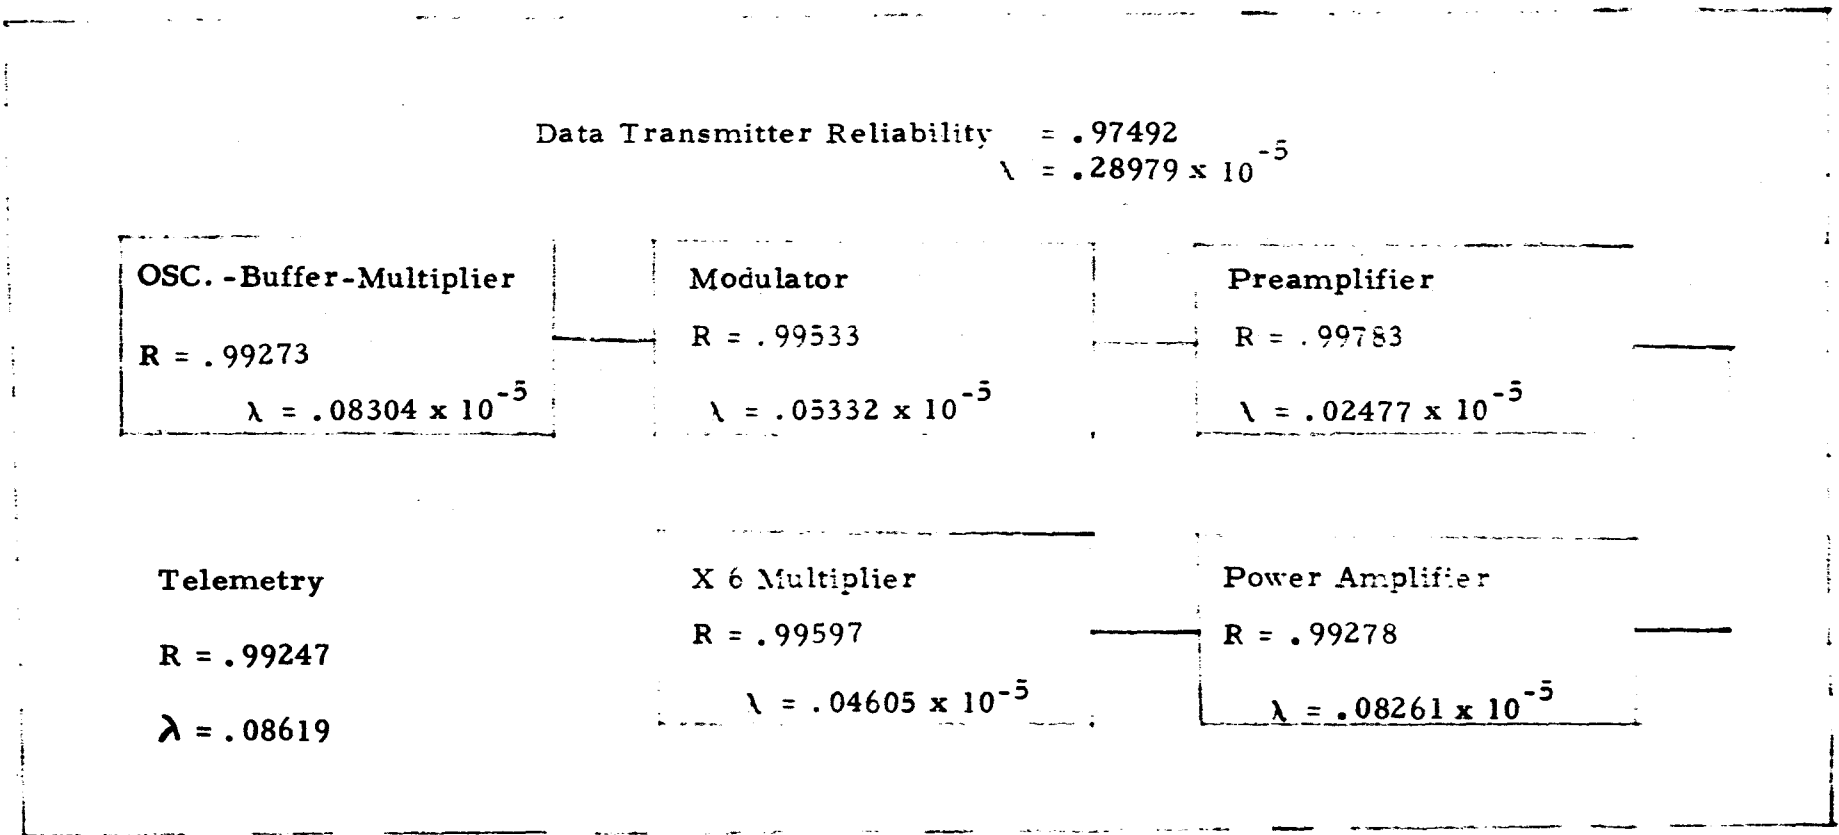 Data Transmitter Reliability = .97492
λ = .28979 x 10⁻⁵
OSC. -Buffer-Multiplier
R = .99273
λ = .08304 x 10⁻⁵
Modulator
R = .99533
λ = .05332 x 10⁻⁵
Preamplifier
R = .99783
λ = .02477 x 10⁻⁵
Telemetry
R = .99247
λ = .08619
X 6 Multiplier
R = .99597
λ = .04605 x 10⁻⁵
Power Amplifier
R = .99278
λ = .08261 x 10⁻⁵